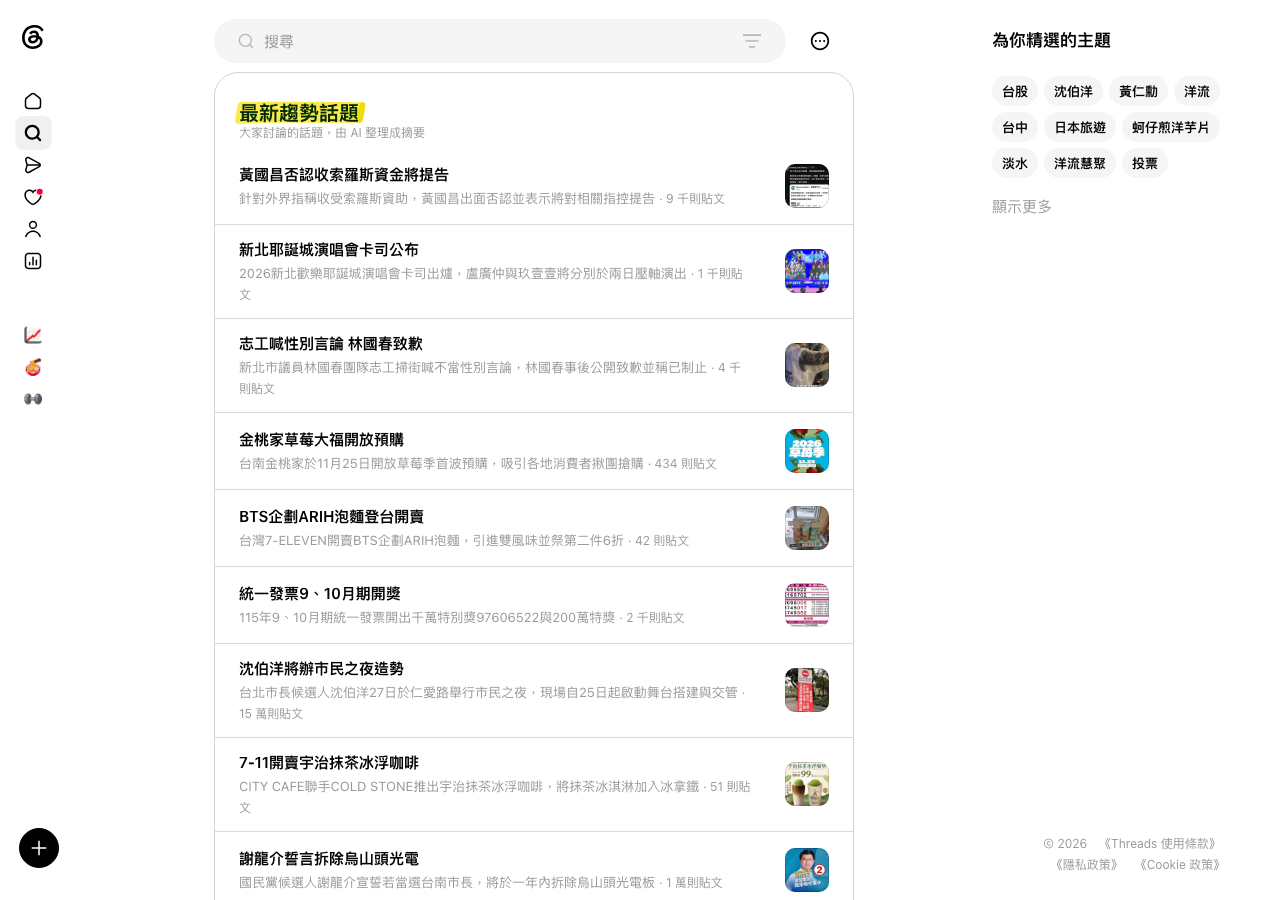 搜尋
最新趨勢話題
大家討論的話題，由 AI 整理成摘要
黃國昌否認收索羅斯資金將提告
針對外界指稱收受索羅斯資助，黃國昌出面否認並表示將對相關指控提告 · 9 千則貼文
新北耶誕城演唱會卡司公布
2026新北歡樂耶誕城演唱會卡司出爐，盧廣仲與玖壹壹將分別於兩日壓軸演出 · 1 千則貼
文
志工喊性別言論 林國春致歉
新北市議員林國春團隊志工掃街喊不當性別言論，林國春事後公開致歉並稱已制止 · 4 千
則貼文
金桃家草莓大福開放預購
台南金桃家於11月25日開放草莓季首波預購，吸引各地消費者揪團搶購 · 434 則貼文
2026
草莓季
BTS企劃ARIH泡麵登台開賣
台灣7-ELEVEN開賣BTS企劃ARIH泡麵，引進雙風味並祭第二件6折 · 42 則貼文
統一發票9、10月期開獎
115年9、10月期統一發票開出千萬特別獎97606522與200萬特獎 · 2 千則貼文
沈伯洋將辦市民之夜造勢
台北市長候選人沈伯洋27日於仁愛路舉行市民之夜，現場自25日起啟動舞台搭建與交管 ·
15 萬則貼文
7-11開賣宇治抹茶冰浮咖啡
CITY CAFE聯手COLD STONE推出宇治抹茶冰浮咖啡，將抹茶冰淇淋加入冰拿鐵 · 51 則貼
文
99
謝龍介誓言拆除烏山頭光電
國民黨候選人謝龍介宣誓若當選台南市長，將於一年內拆除烏山頭光電板 · 1 萬則貼文
2
為你精選的主題
台股 沈伯洋 黃仁勳 洋流
台中 日本旅遊 蚵仔煎洋芋片
淡水 洋流慧聚 投票
顯示更多
© 2026 《Threads 使用條款》
《隱私政策》 《Cookie 政策》